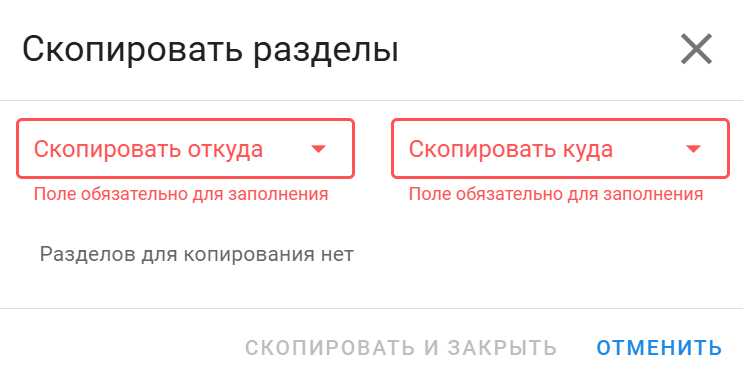 Скопировать разделы
Скопировать откуда
Скопировать куда
Поле обязательно для заполнения
Поле обязательно для заполнения
Разделов для копирования нет
СКОПИРОВАТЬ И ЗАКРЫТЬ
ОТМЕНИТЬ